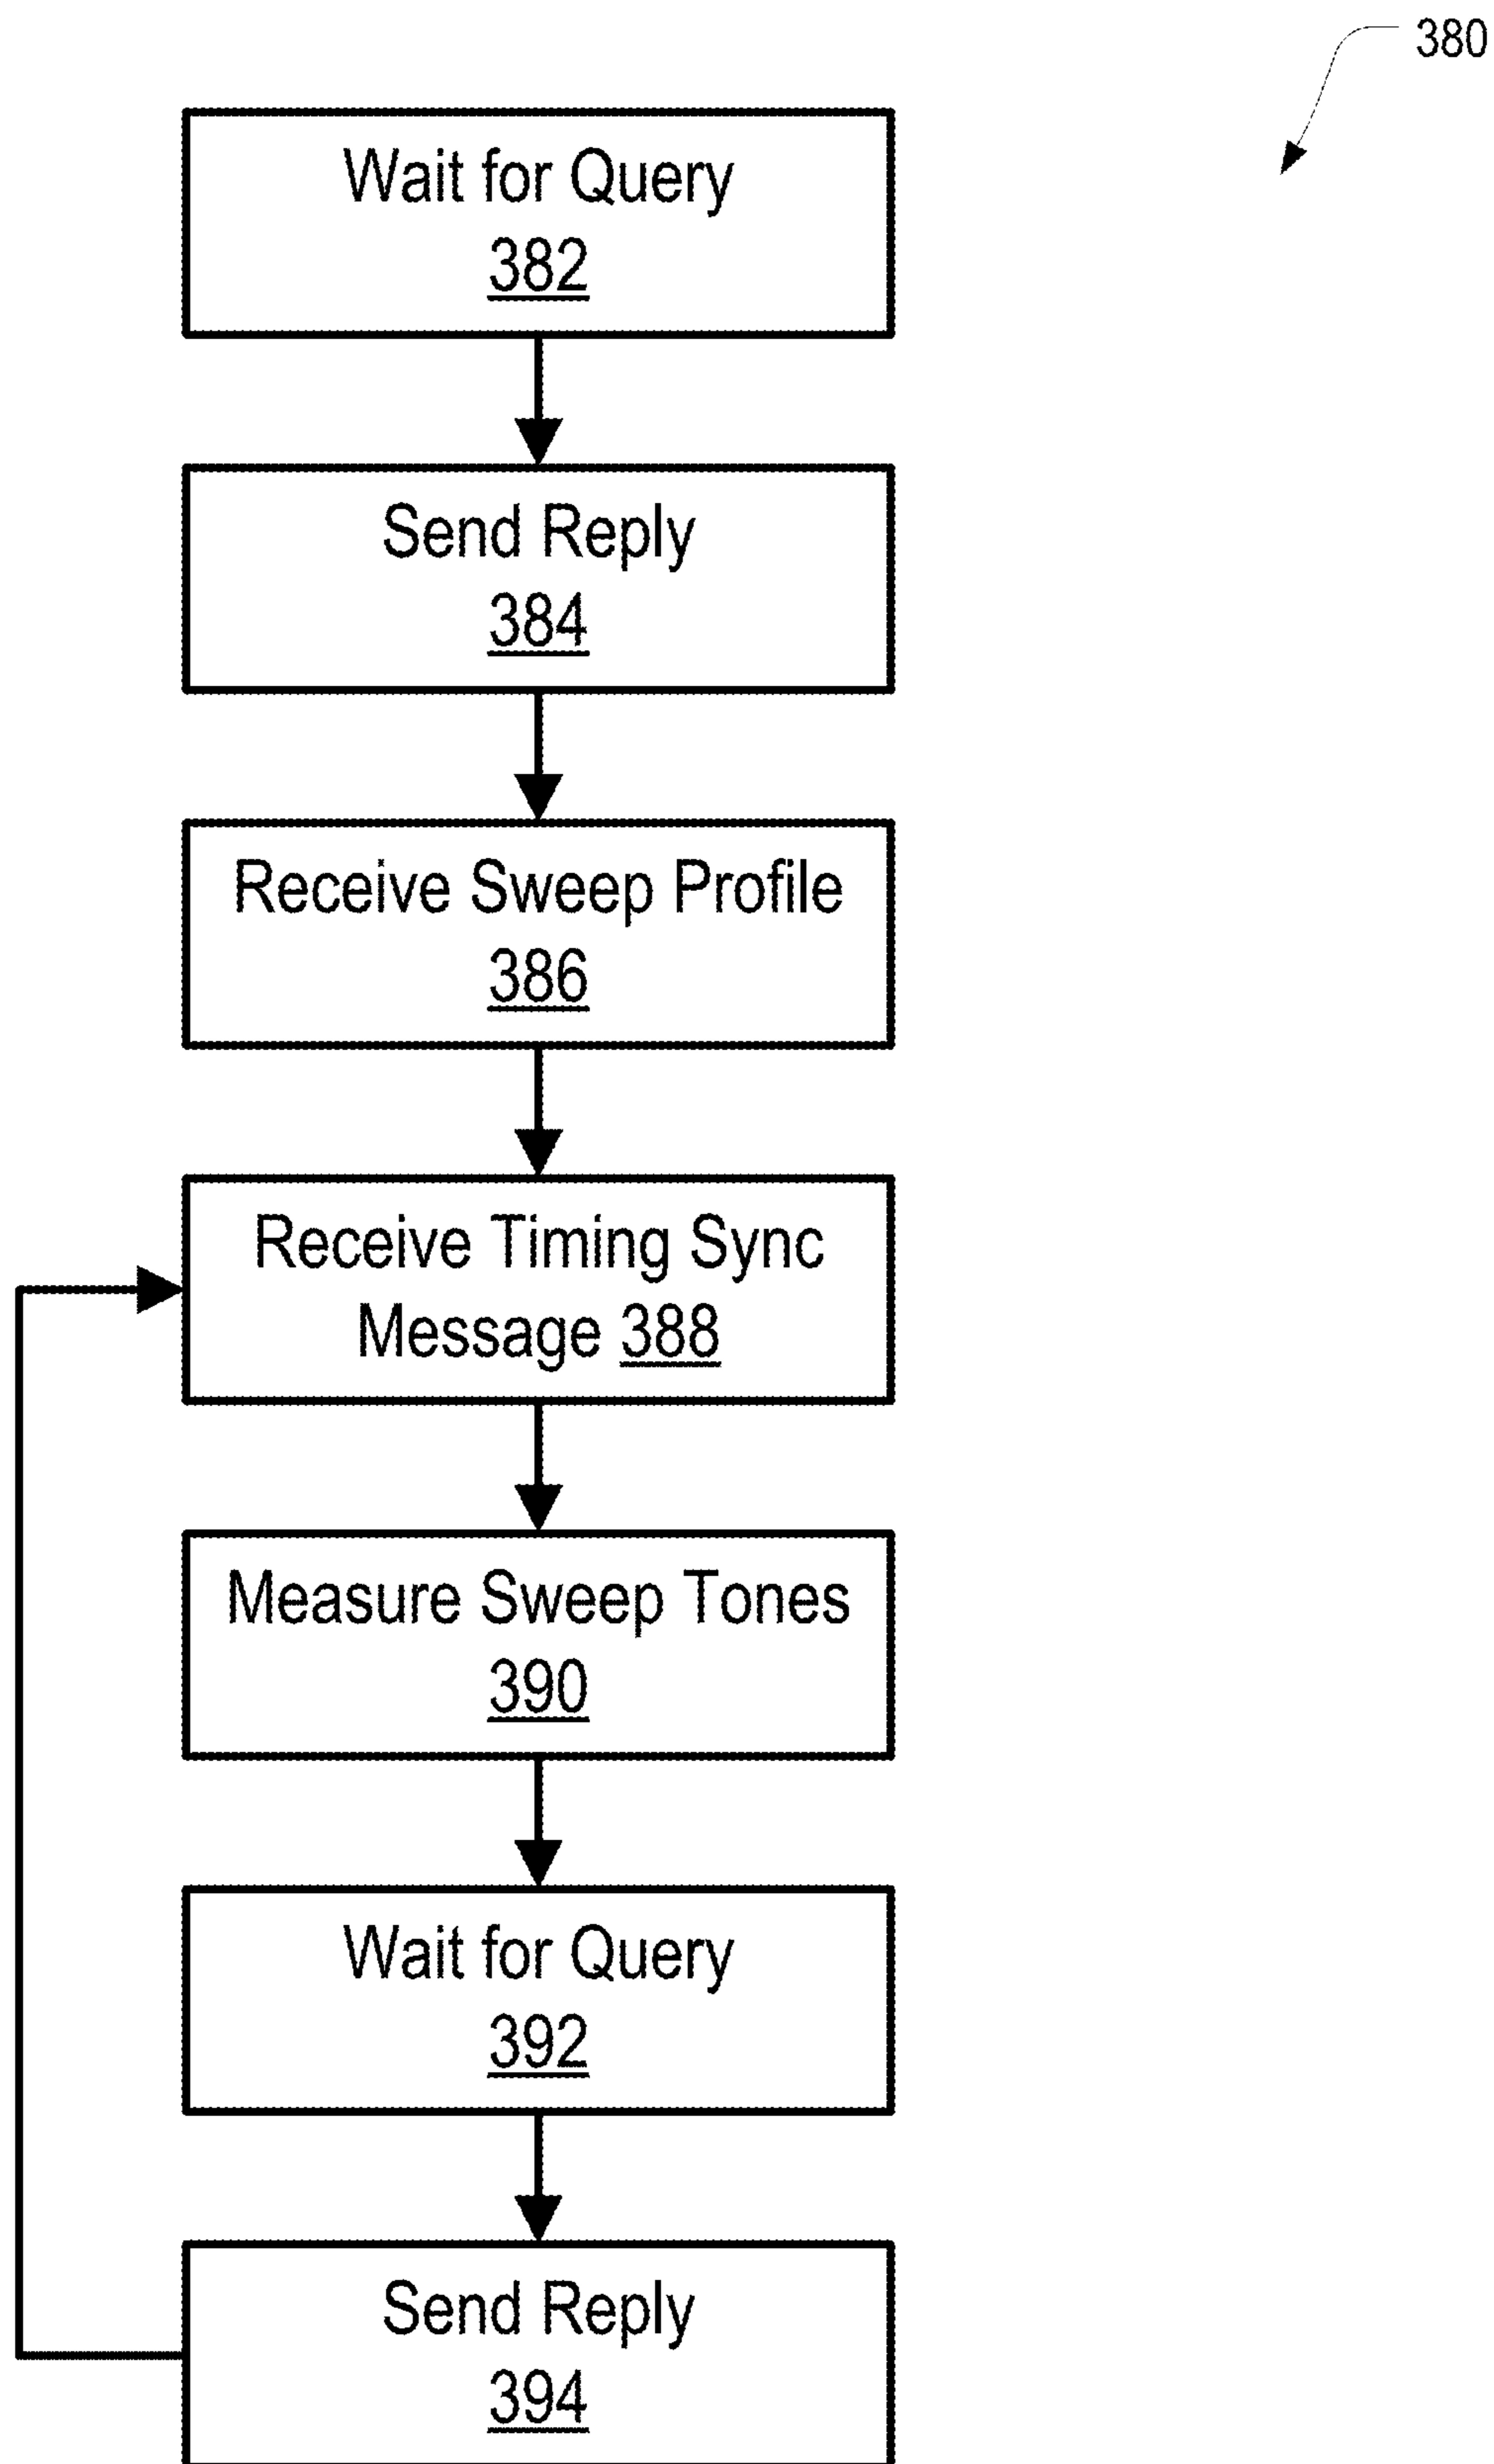 380
Wait for Query
382
Send Reply
384
Receive Sweep Profile
386
Receive Timing Sync
Message 388
Measure Sweep Tones
390
Wait for Query
392
Send Reply
394